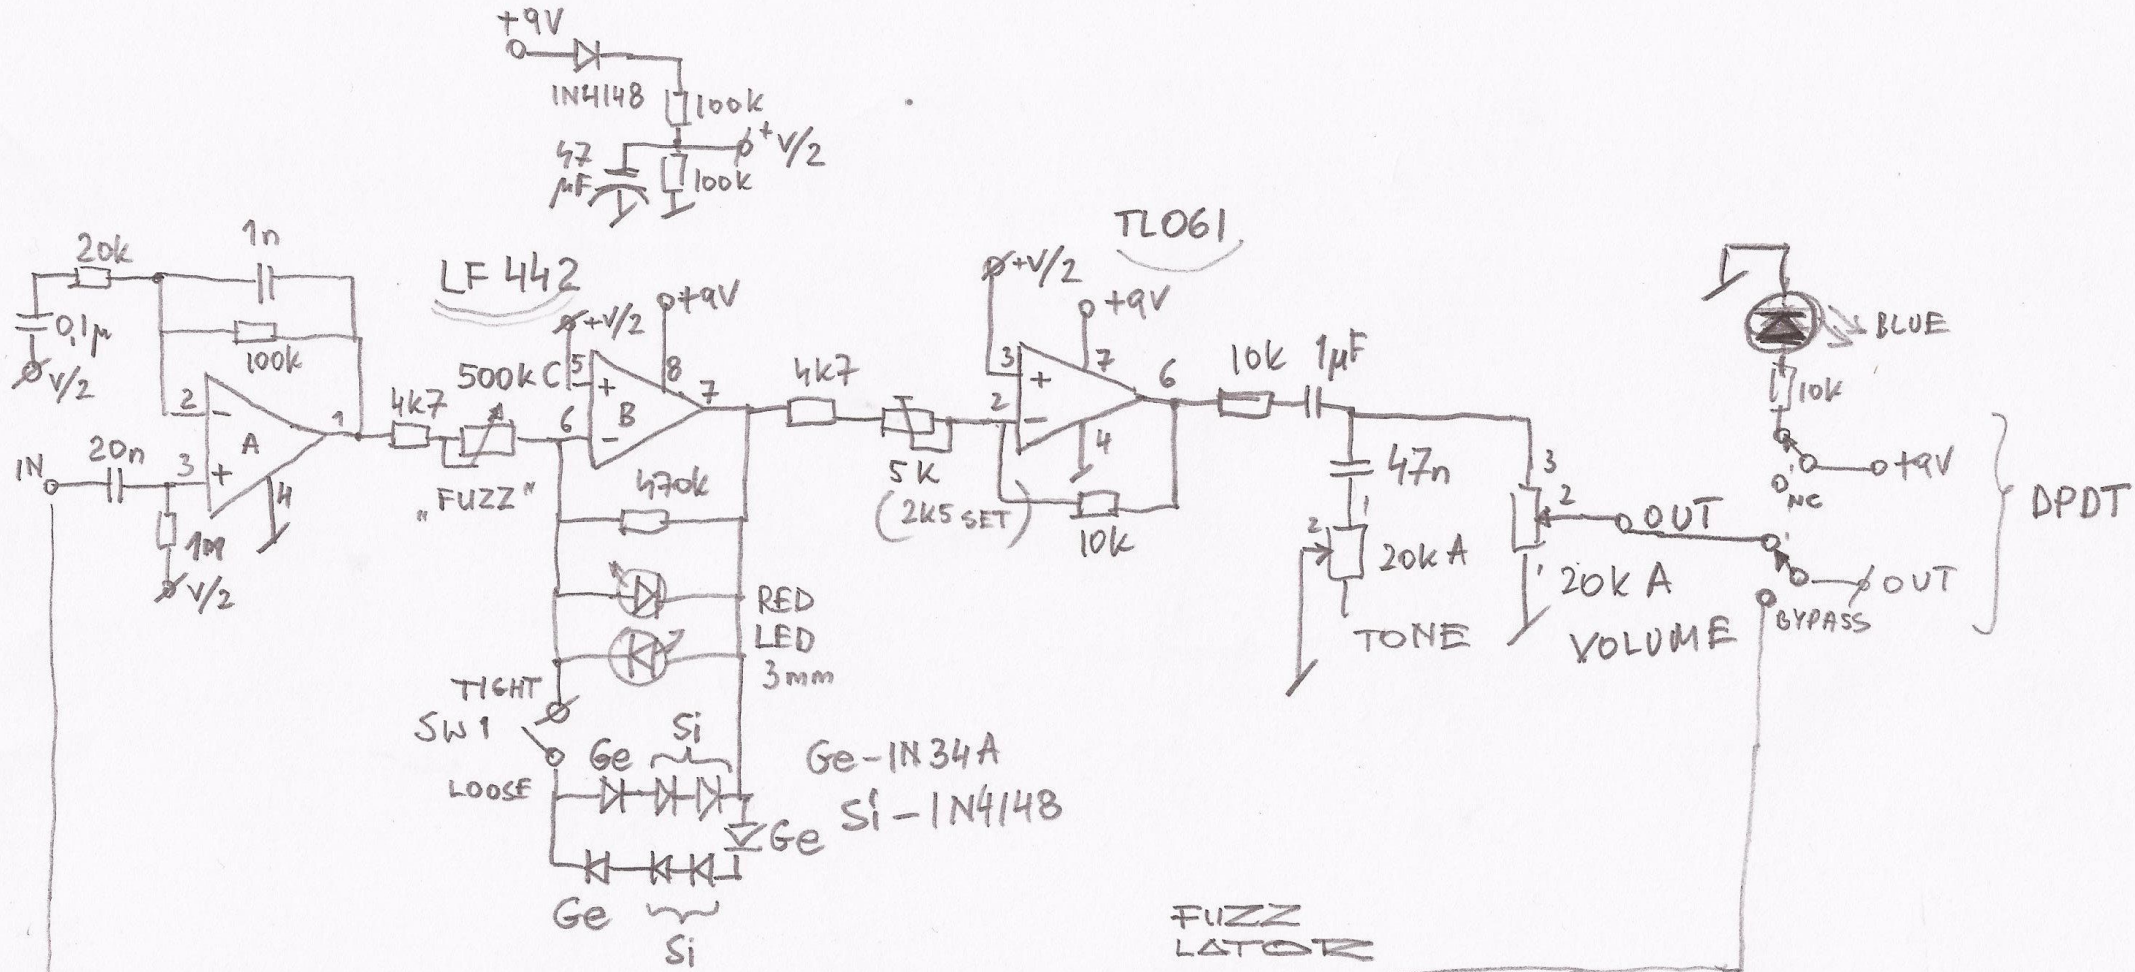 +9V
1N4148
100k
+V/2
47
µF
100k
TL061
1n
20k
LF 442
+V/2
+9V
+V/2
+9V
0,1µ
V/2
100k
500k C
5
+
8
7
B
6
-
4k7
4k7
3
+
7
6
2
-
4
10k
1µF
BLUE
10k
2
-
A
1
3
+
4
IN
20n
1M
V/2
"FUZZ"
470k
5k
(2k5 SET)
10k
47n
3
2
1
OUT
+9V
NC
DPDT
2
1
20k A
TONE
20k A
VOLUME
OUT
BYPASS
RED
LED
3mm
TIGHT
SW1
LOOSE
Ge
Si
Ge-1N34A
Si-1N4148
Ge
Ge
Si
FUZZ
LATOR